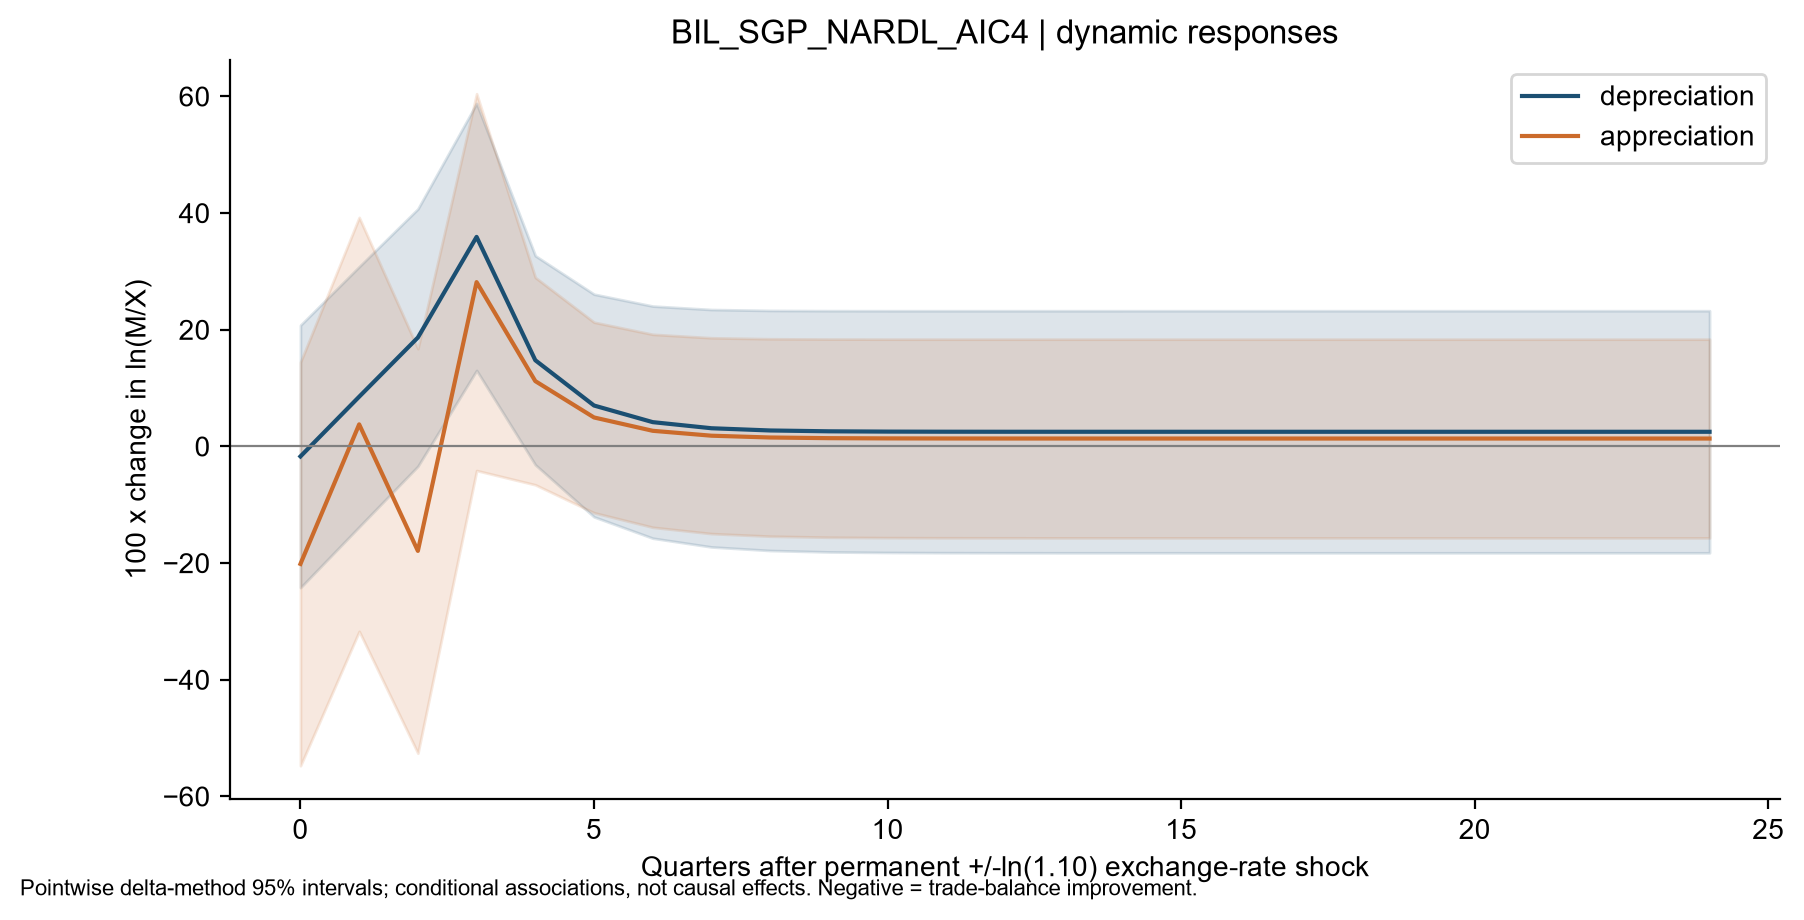 BIL_SGP_NARDL_AIC4 | dynamic responses
depreciation
appreciation
100 x change in ln(M/X)
60
40
20
0
−20
−40
−60
0 5 10 15 20 25
Quarters after permanent +/-ln(1.10) exchange-rate shock
Pointwise delta-method 95% intervals; conditional associations, not causal effects. Negative = trade-balance improvement.